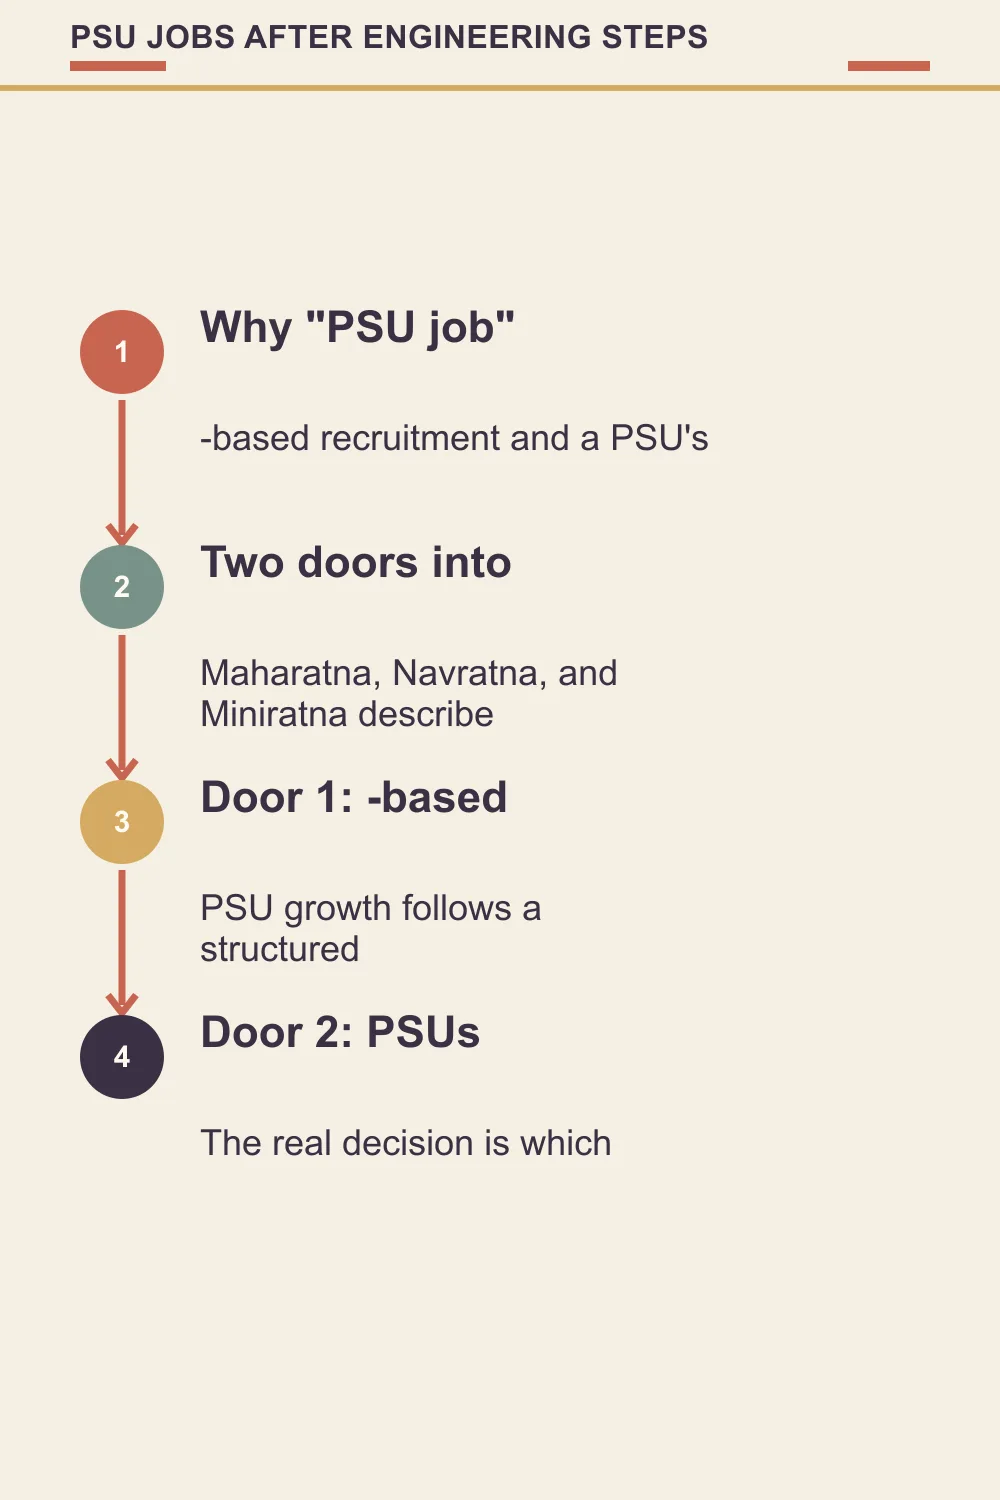 PSU JOBS AFTER ENGINEERING STEPS
1
Why "PSU job"
-based recruitment and a PSU's
2
Two doors into
Maharatna, Navratna, and
Miniratna describe
3
Door 1: -based
PSU growth follows a
structured
4
Door 2: PSUs
The real decision is which